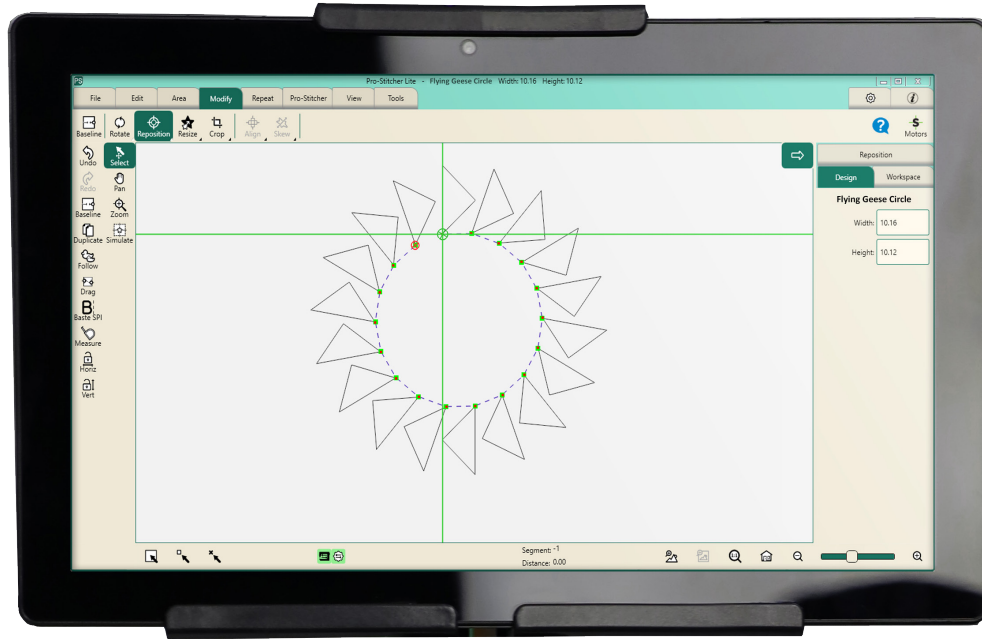 PS
Pro-Stitcher Lite - Flying Geese Circle Width: 10.16 Height: 10.12
File Edit Area Modify Repeat Pro-Stitcher View Tools
Baseline Rotate Reposition Resize Crop Align Skew Motors
Undo Select
Redo Pan
Baseline Zoom
Duplicate Simulate
Follow
Drag
Baste SPI
Measure
Horiz
Vert
Reposition
Design Workspace
Flying Geese Circle
Width: 10.16
Height: 10.12
Segment: -1
Distance: 0.00
1:1